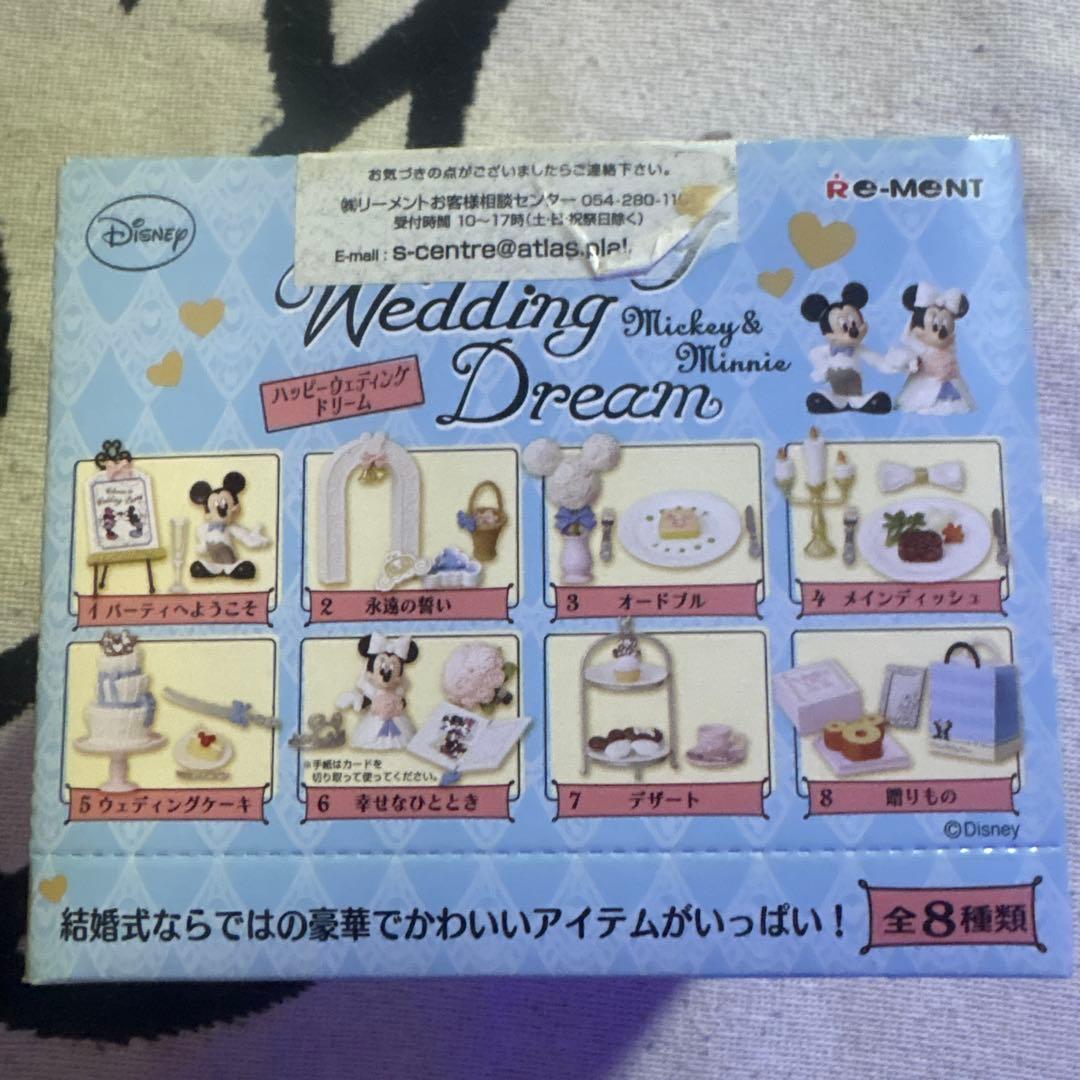 お気づきの点がございましたらご連絡下さい。
㈱リーメントお客様相談センター 054-280-11
受付時間 10〜17時(土・日・祝祭日除く)
E-mail : s-centre@atlas.pla
Disney
Re-MeNT
Wedding
Mickey &
Minnie
Dream
ハッピーウェディング
ドリーム
1 パーティへようこそ
2 永遠の誓い
3 オードブル
4 メインディッシュ
※手紙はカードを
切り取って使ってください。
5 ウェディングケーキ
6 幸せなひととき
7 デザート
8 贈りもの
©Disney
結婚式ならではの豪華でかわいいアイテムがいっぱい!
全8種類